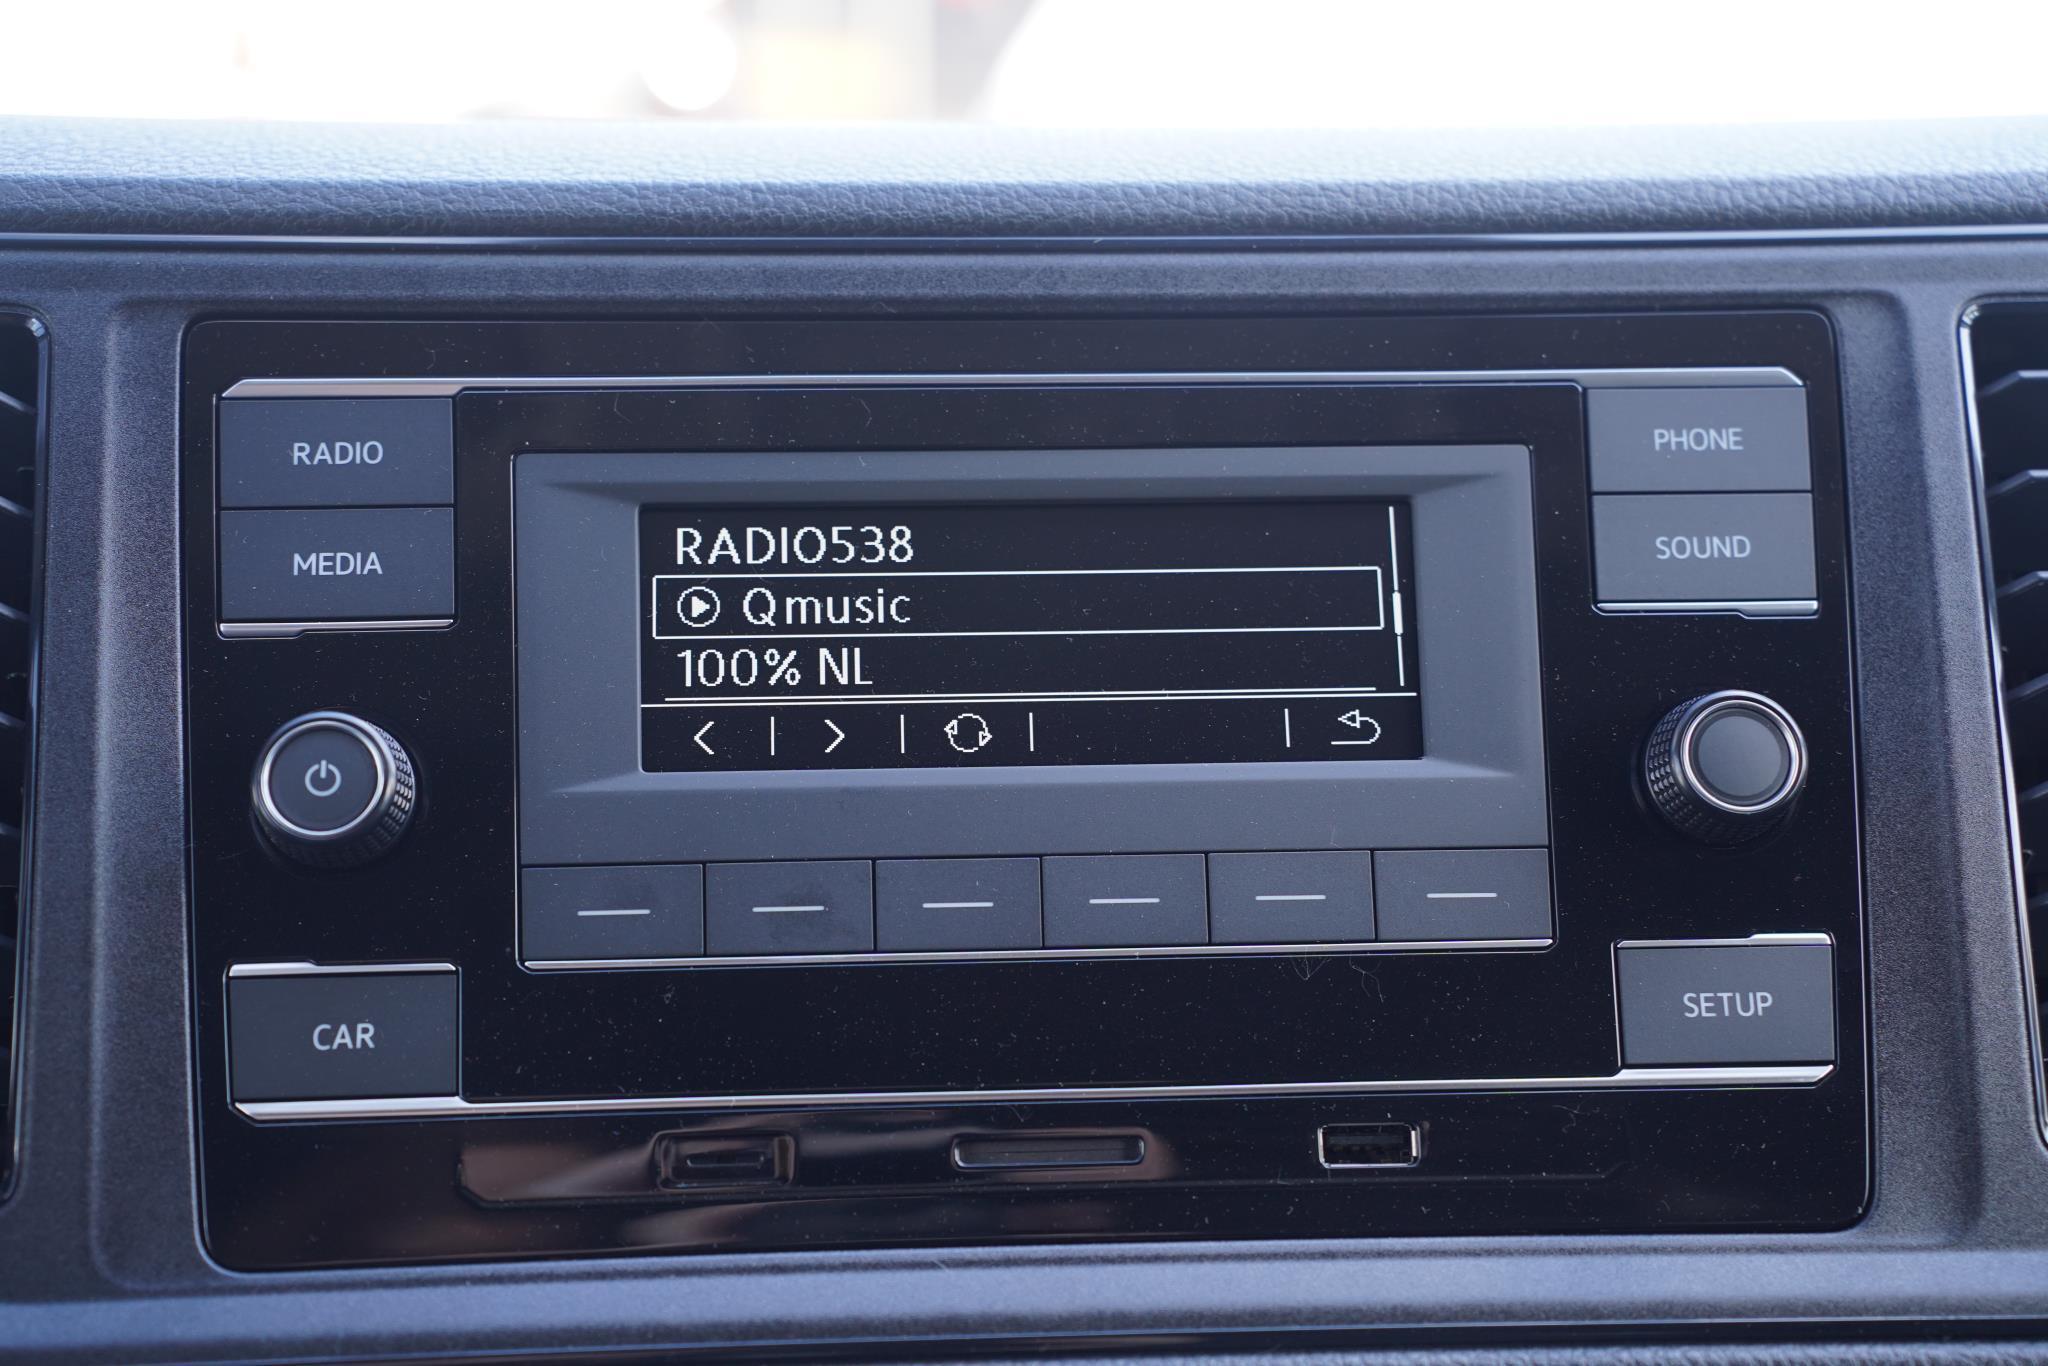 RADIO
MEDIA
PHONE
SOUND
RADIO538
Qmusic
100% NL
CAR
SETUP